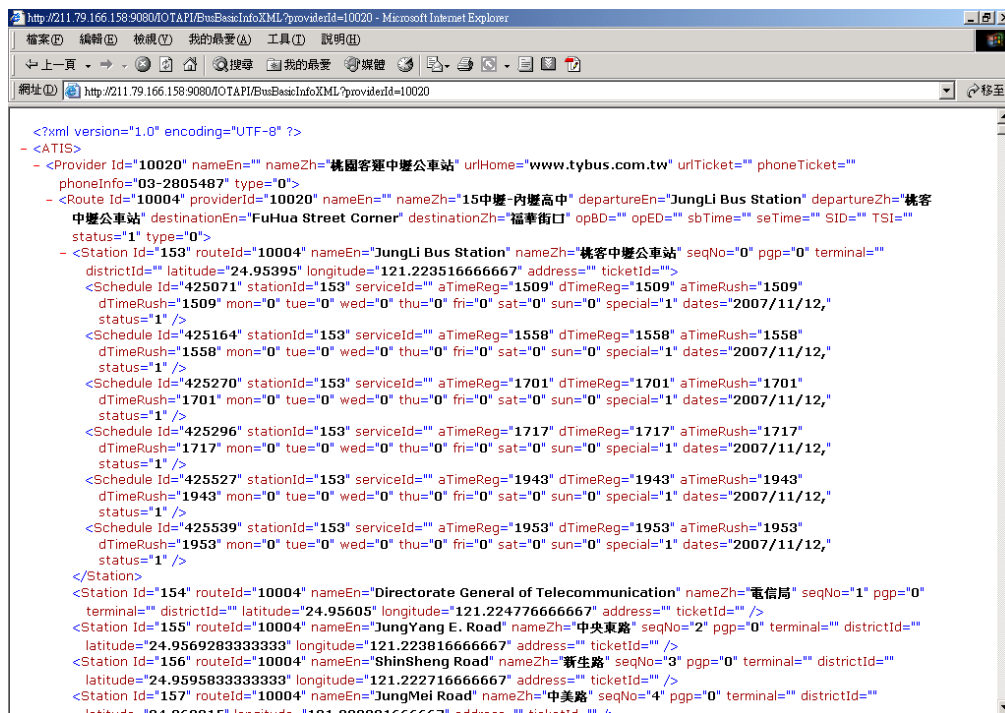 http://211.79.166.158:9080/IOTAPI/BusBasicInfoXML?providerId=10020 - Microsoft Internet Explorer
檔案(F) 編輯(E) 檢視(V) 我的最愛(A) 工具(T) 說明(H)
上一頁 搜尋 我的最愛 媒體
網址(D) http://211.79.166.158:9080/IOTAPI/BusBasicInfoXML?providerId=10020 移至
<?xml version="1.0" encoding="UTF-8" ?>
- <ATIS>
- <Provider Id="10020" nameEn="" nameZh="桃園客運中壢公車站" urlHome="www.tybus.com.tw" urlTicket="" phoneTicket=""
phoneInfo="03-2805487" type="0">
- <Route Id="10004" providerId="10020" nameEn="" nameZh="15中壢-內壢高中" departureEn="JungLi Bus Station" departureZh="桃客
中壢公車站" destinationEn="FuHua Street Corner" destinationZh="福華街口" opBD="" opED="" sbTime="" seTime="" SID="" TSI=""
status="1" type="0">
- <Station Id="153" routeId="10004" nameEn="JungLi Bus Station" nameZh="桃客中壢公車站" seqNo="0" pgp="0" terminal=""
districtId="" latitude="24.95395" longitude="121.223516666667" address="" ticketId="">
<Schedule Id="425071" stationId="153" serviceId="" aTimeReg="1509" dTimeReg="1509" aTimeRush="1509"
dTimeRush="1509" mon="0" tue="0" wed="0" thu="0" fri="0" sat="0" sun="0" special="1" dates="2007/11/12,"
status="1" />
<Schedule Id="425164" stationId="153" serviceId="" aTimeReg="1558" dTimeReg="1558" aTimeRush="1558"
dTimeRush="1558" mon="0" tue="0" wed="0" thu="0" fri="0" sat="0" sun="0" special="1" dates="2007/11/12,"
status="1" />
<Schedule Id="425270" stationId="153" serviceId="" aTimeReg="1701" dTimeReg="1701" aTimeRush="1701"
dTimeRush="1701" mon="0" tue="0" wed="0" thu="0" fri="0" sat="0" sun="0" special="1" dates="2007/11/12,"
status="1" />
<Schedule Id="425296" stationId="153" serviceId="" aTimeReg="1717" dTimeReg="1717" aTimeRush="1717"
dTimeRush="1717" mon="0" tue="0" wed="0" thu="0" fri="0" sat="0" sun="0" special="1" dates="2007/11/12,"
status="1" />
<Schedule Id="425527" stationId="153" serviceId="" aTimeReg="1943" dTimeReg="1943" aTimeRush="1943"
dTimeRush="1943" mon="0" tue="0" wed="0" thu="0" fri="0" sat="0" sun="0" special="1" dates="2007/11/12,"
status="1" />
<Schedule Id="425539" stationId="153" serviceId="" aTimeReg="1953" dTimeReg="1953" aTimeRush="1953"
dTimeRush="1953" mon="0" tue="0" wed="0" thu="0" fri="0" sat="0" sun="0" special="1" dates="2007/11/12,"
status="1" />
</Station>
<Station Id="154" routeId="10004" nameEn="Directorate General of Telecommunication" nameZh="電信局" seqNo="1" pgp="0"
terminal="" districtId="" latitude="24.95605" longitude="121.224776666667" address="" ticketId="" />
<Station Id="155" routeId="10004" nameEn="JungYang E. Road" nameZh="中央東路" seqNo="2" pgp="0" terminal="" districtId=""
latitude="24.9569283333333" longitude="121.223816666667" address="" ticketId="" />
<Station Id="156" routeId="10004" nameEn="ShinSheng Road" nameZh="新生路" seqNo="3" pgp="0" terminal="" districtId=""
latitude="24.9595833333333" longitude="121.222716666667" address="" ticketId="" />
<Station Id="157" routeId="10004" nameEn="JungMei Road" nameZh="中美路" seqNo="4" pgp="0" terminal="" districtId=""